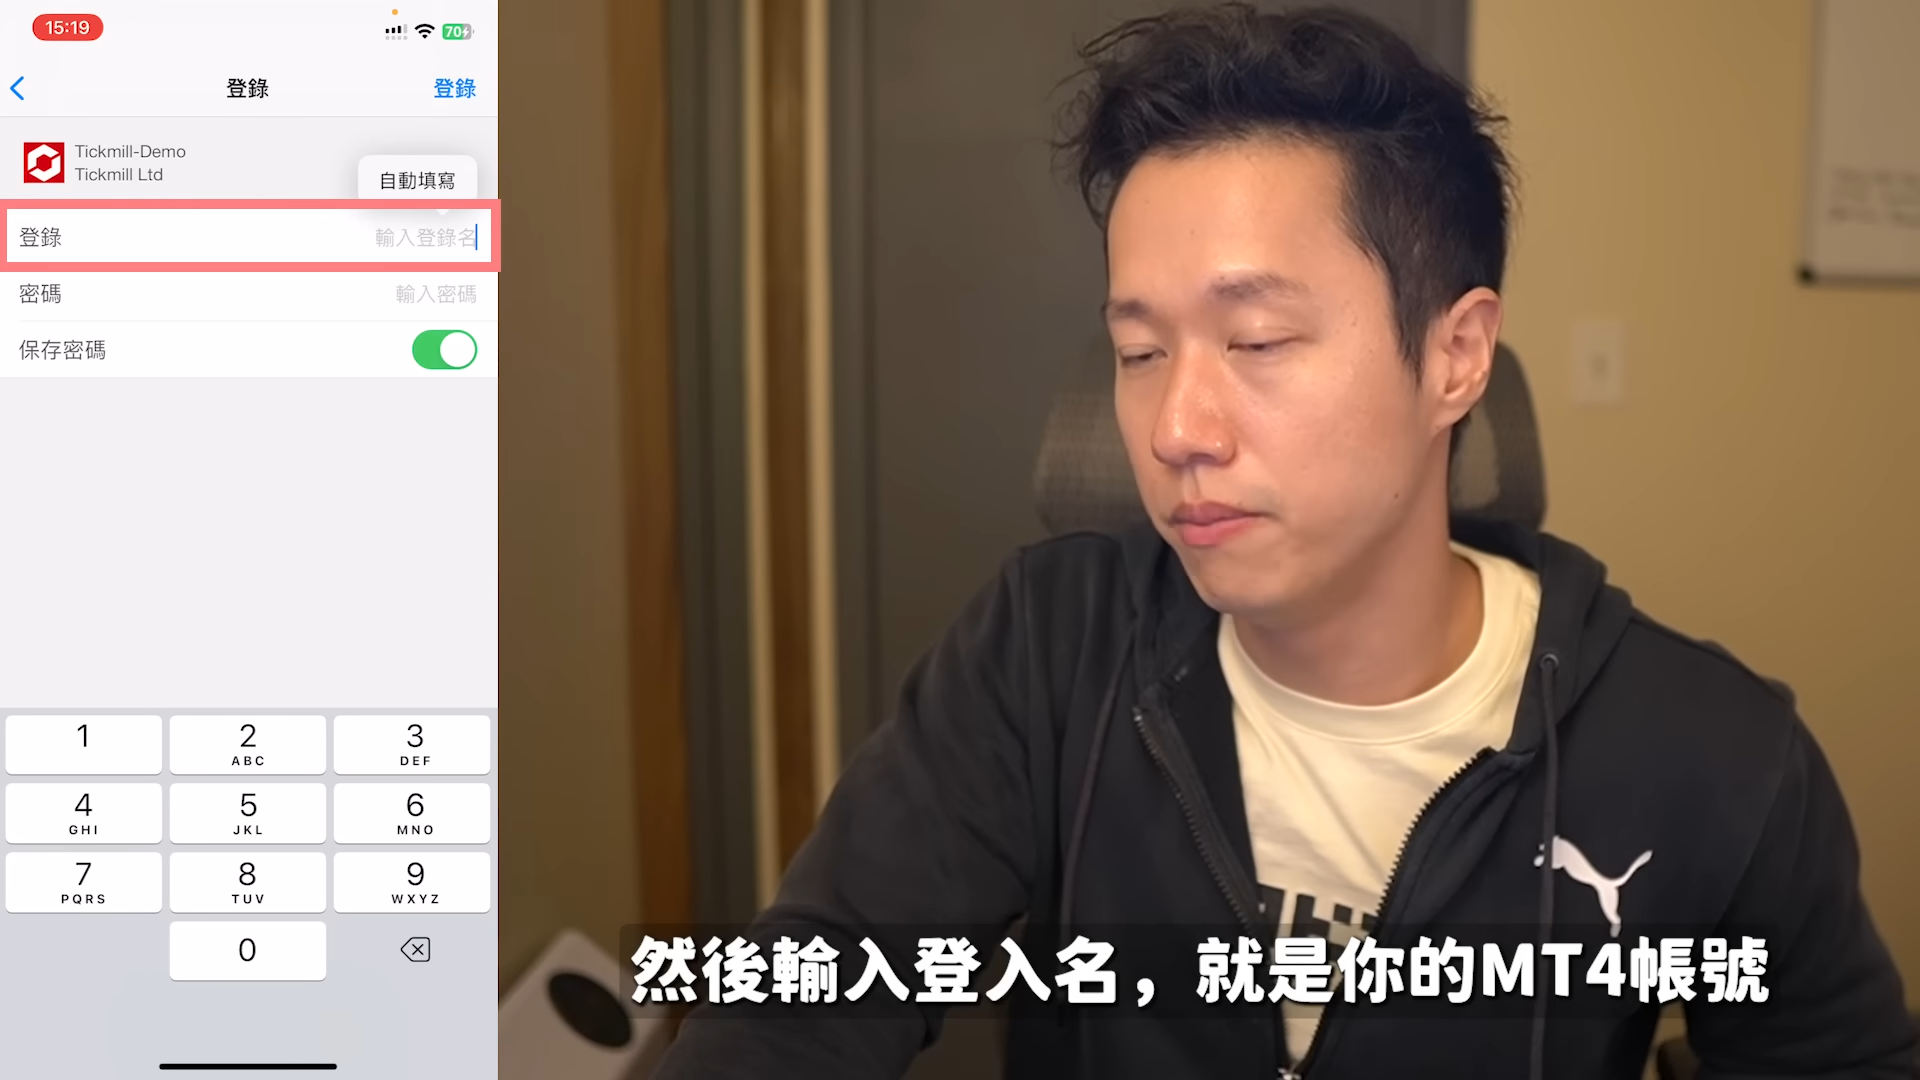 15:19
70
登錄
登錄
Tickmill-Demo
Tickmill Ltd
自動填寫
登錄
輸入登錄名
密碼
輸入密碼
保存密碼
1
2
ABC
3
DEF
4
GHI
5
JKL
6
MNO
7
PQRS
8
TUV
9
WXYZ
0
然後輸入登入名，就是你的MT4帳號